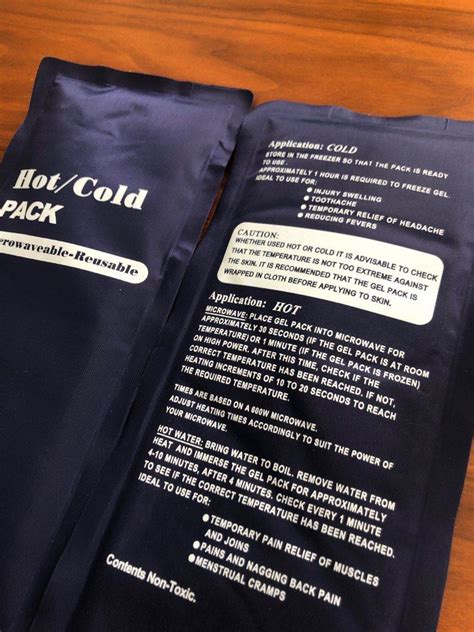 Hot/Cold
PACK
erowaveable-Reusable
Application: COLD
STORE IN THE FREEZER SO THAT THE PACK IS READY
TO USE.
APPROXIMATELY 1 HOUR IS REQUIRED TO FREEZE GEL.
IDEAL TO USE FOR:
●INJURY SWELLING
●TOOTHACHE
●TEMPORARY RELIEF OF HEADACHE
●REDUCING FEVERS
CAUTION:
WHETHER USED HOT OR COLD IT IS ADVISABLE TO CHECK
THAT THE TEMPERATURE IS NOT TOO EXTREME AGAINST
THE SKIN. IT IS RECOMMENDED THAT THE GEL PACK IS
WRAPPED IN CLOTH BEFORE APPLYING TO SKIN.
Application: HOT
MICROWAVE: PLACE GEL PACK INTO MICROWAVE FOR
APPROXIMATELY 30 SECONDS (IF THE GEL PACK IS AT ROOM
TEMPERATURE) OR 1 MINUTE (IF THE GEL PACK IS FROZEN)
ON HIGH POWER. AFTER THIS TIME, CHECK IF THE
CORRECT TEMPERATURE HAS BEEN REACHED. IF NOT,
HEATING INCREMENTS OF 10 TO 20 SECONDS TO REACH
THE REQUIRED TEMPERATURE.
TIMES ARE BASED ON A 600W MICROWAVE.
ADJUST HEATING TIMES ACCORDINGLY TO SUIT THE POWER OF
YOUR MICROWAVE.
HOT WATER: BRING WATER TO BOIL. REMOVE WATER FROM
HEAT AND IMMERSE THE GEL PACK FOR APPROXIMATELY
4-10 MINUTES, AFTER 4 MINUTES. CHECK EVERY 1 MINUTE
TO SEE IF THE CORRECT TEMPERATURE HAS BEEN REACHED.
IDEAL TO USE FOR:
●TEMPORARY PAIN RELIEF OF MUSCLES
AND JOINS
●PAINS AND NAGGING BACK PAIN
●MENSTRUAL CRAMPS
Contents Non-Toxic.